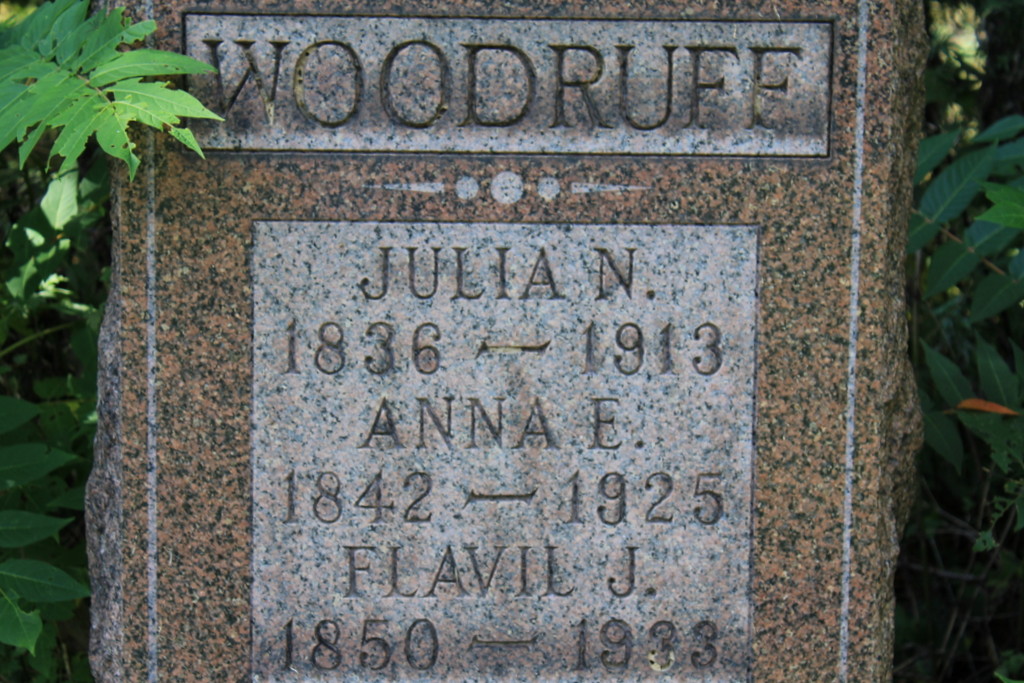 WOODRUFF
JULIA N.
1836 — 1913
ANNA E.
1842 — 1925
FLAVIL J.
1850 — 1933